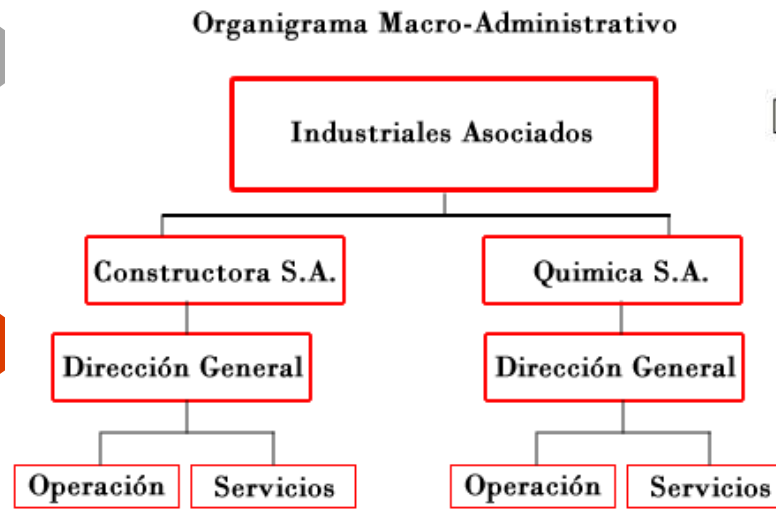 Organigrama Macro-Administrativo
Industriales Asociados
Constructora S.A.
Quimica S.A.
Dirección General
Dirección General
Operación
Servicios
Operación
Servicios